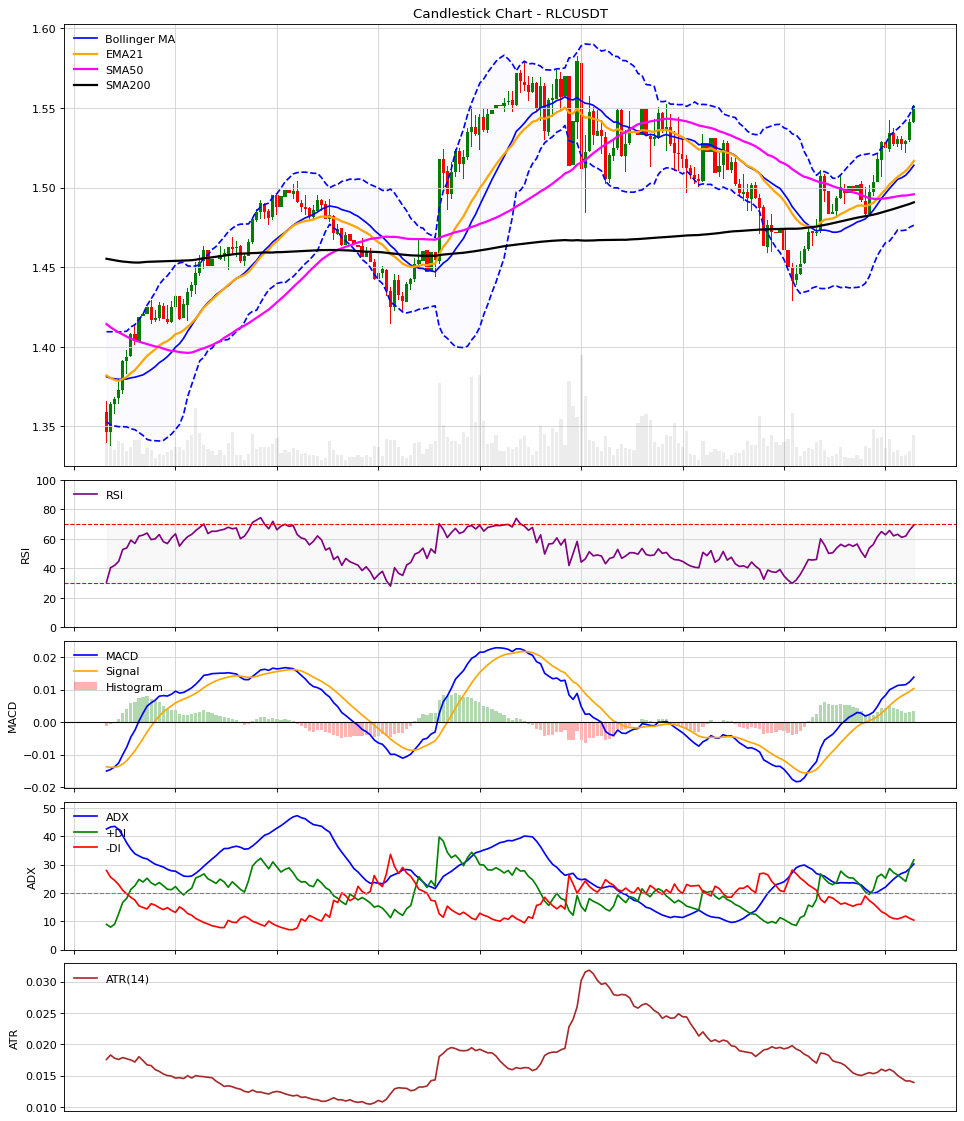 Candlestick Chart - RLCUSDT
1.60
1.55
1.50
1.45
1.40
1.35
Bollinger MA
EMA21
SMA50
SMA200
100
80
60
40
20
0
RSI
RSI
0.02
0.01
0.00
−0.01
−0.02
MACD
MACD
Signal
Histogram
50
40
30
20
10
0
ADX
ADX
+DI
-DI
0.030
0.025
0.020
0.015
0.010
ATR
ATR(14)